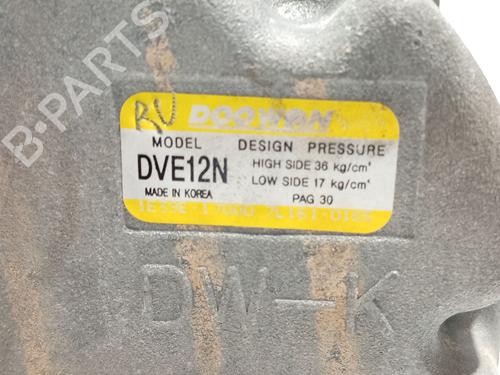 B-PARTS
RV DOOWON
MODEL DESIGN PRESSURE
DVE12N HIGH SIDE 36 kg/cm²
LOW SIDE 17 kg/cm²
MADE IN KOREA PAG 30
DW-K